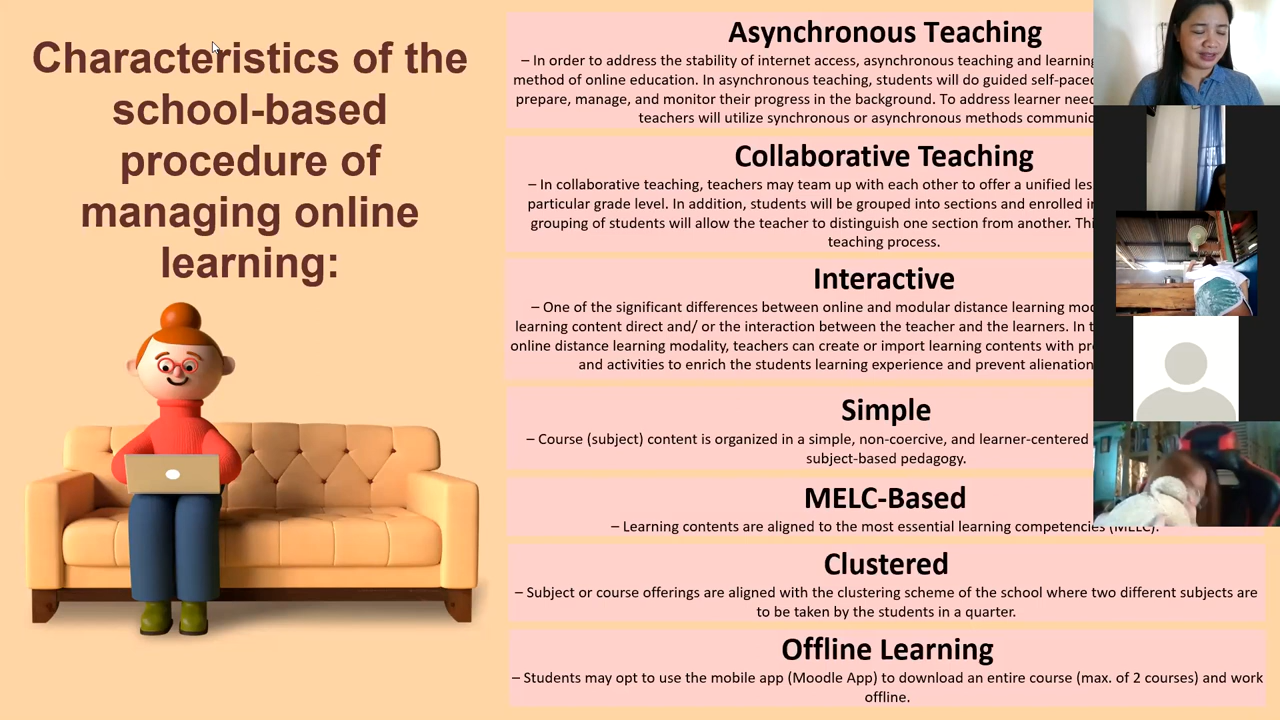 Characteristics of the
school-based
procedure of
managing online
learning:
Asynchronous Teaching
– In order to address the stability of internet access, asynchronous teaching and learning
method of online education. In asynchronous teaching, students will do guided self-paced
prepare, manage, and monitor their progress in the background. To address learner
teachers will utilize synchronous or asynchronous methods
Collaborative Teaching
– In collaborative teaching, teachers may team up with each other to offer a unified
particular grade level. In addition, students will be grouped into sections and enrolled
grouping of students will allow the teacher to distinguish one section from another.
teaching process.
Interactive
– One of the significant differences between online and modular distance learning
learning content direct and/ or the interaction between the teacher and the learners. In
online distance learning modality, teachers can create or import learning contents with
and activities to enrich the students learning experience and prevent alienation
Simple
– Course (subject) content is organized in a simple, non-coercive, and learner-centered
subject-based pedagogy.
MELC-Based
– Learning contents are aligned to the most essential learning competencies (MELC).
Clustered
– Subject or course offerings are aligned with the clustering scheme of the school where two different subjects are
to be taken by the students in a quarter.
Offline Learning
– Students may opt to use the mobile app (Moodle App) to download an entire course (max. of 2 courses) and work
offline.